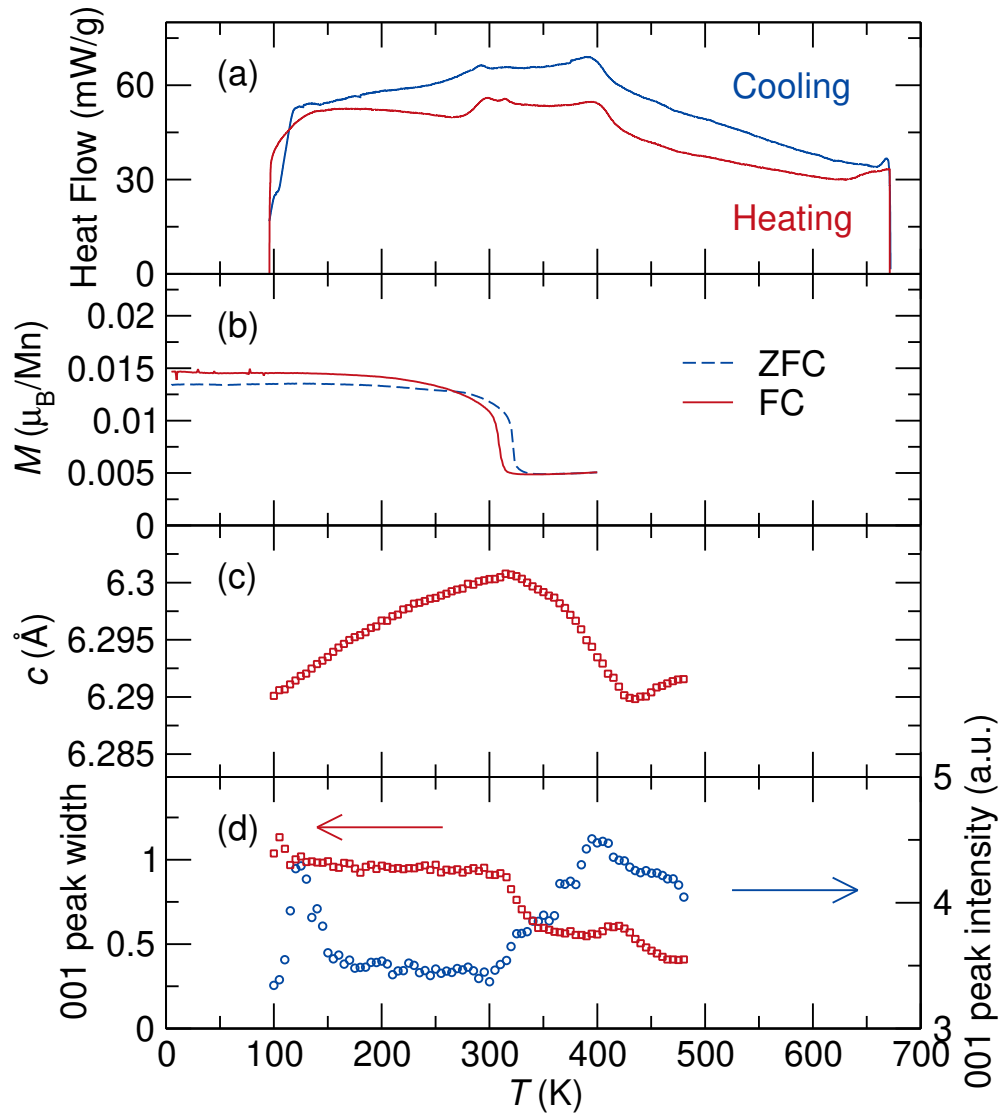 (a)
Cooling
Heating
Heat Flow (mW/g)
60
30
0
(b)
ZFC
FC
M (μB/Mn)
0.02
0.015
0.01
0.005
0
(c)
c (Å)
6.3
6.295
6.29
6.285
(d)
001 peak width
1
0.5
0
001 peak intensity (a.u.)
5
4
3
0 100 200 300 400 500 600 700
T (K)